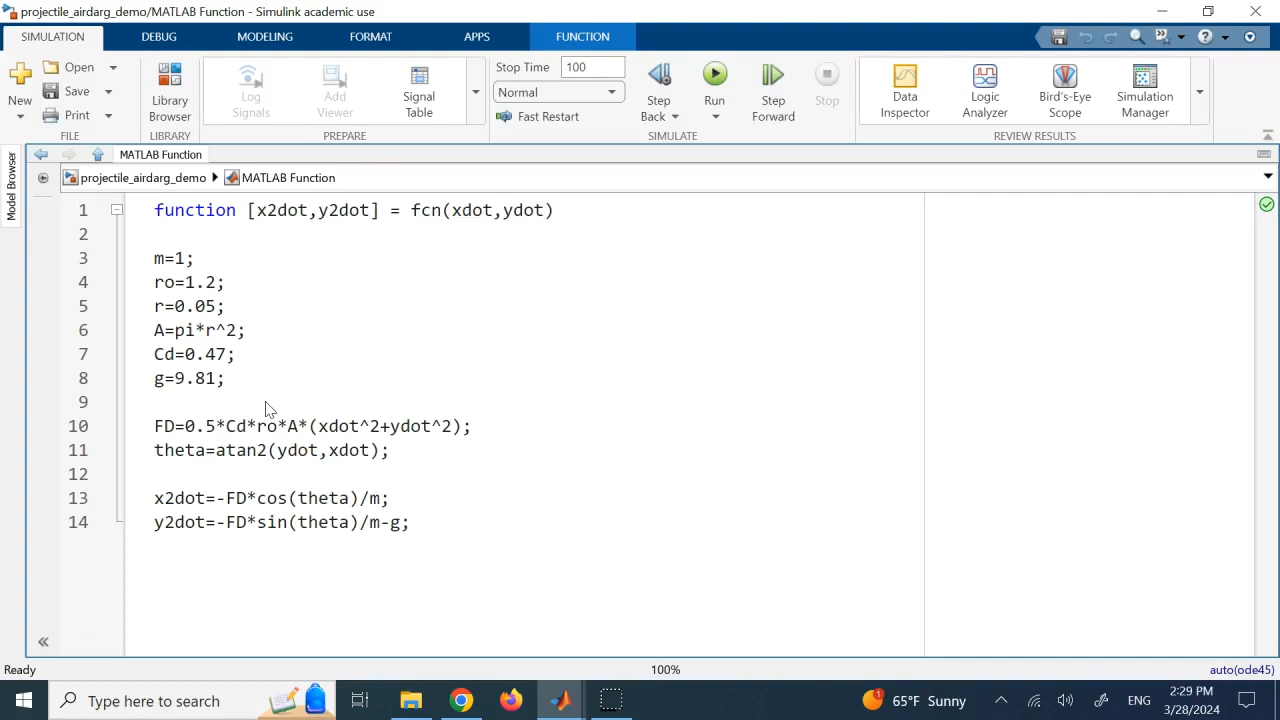 projectile_airdarg_demo/MATLAB Function - Simulink academic use
SIMULATION DEBUG MODELING FORMAT APPS FUNCTION
New
Open
Save
Print
FILE
Library Browser
LIBRARY
Log Signals
Add Viewer
Signal Table
PREPARE
Stop Time 100
Normal
Fast Restart
Step Back
Run
Step Forward
Stop
SIMULATE
Data Inspector
Logic Analyzer
Bird's-Eye Scope
Simulation Manager
REVIEW RESULTS
MATLAB Function
projectile_airdarg_demo MATLAB Function
Model Browser
1 function [x2dot,y2dot] = fcn(xdot,ydot)
2
3 m=1;
4 ro=1.2;
5 r=0.05;
6 A=pi*r^2;
7 Cd=0.47;
8 g=9.81;
9
10 FD=0.5*Cd*ro*A*(xdot^2+ydot^2);
11 theta=atan2(ydot,xdot);
12
13 x2dot=-FD*cos(theta)/m;
14 y2dot=-FD*sin(theta)/m-g;
Ready 100% auto(ode45)
Type here to search
1
65°F Sunny
ENG
2:29 PM
3/28/2024